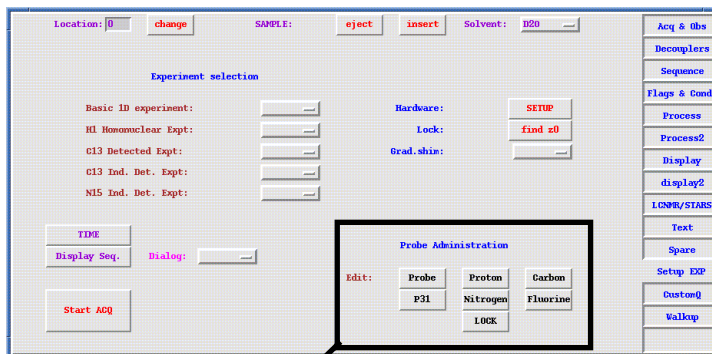 Location: 0 change SAMPLE: eject insert Solvent: D2O
Experiment selection
Basic 1D experiment:
H1 Homonuclear Expt:
C13 Detected Expt:
C13 Ind. Det. Expt:
N15 Ind. Det. Expt:
Hardware: SETUP
Lock: find z0
Grad.shim:
TIME
Display Seq. Dialog:
Start ACQ
Probe Administration
Edit: Probe Proton Carbon
P31 Nitrogen Fluorine
LOCK
Acq & Obs
Decouplers
Sequence
Flags & Cond
Process
Process2
Display
display2
LCNMR/STARS
Text
Spare
Setup EXP
CustomQ
Walkup